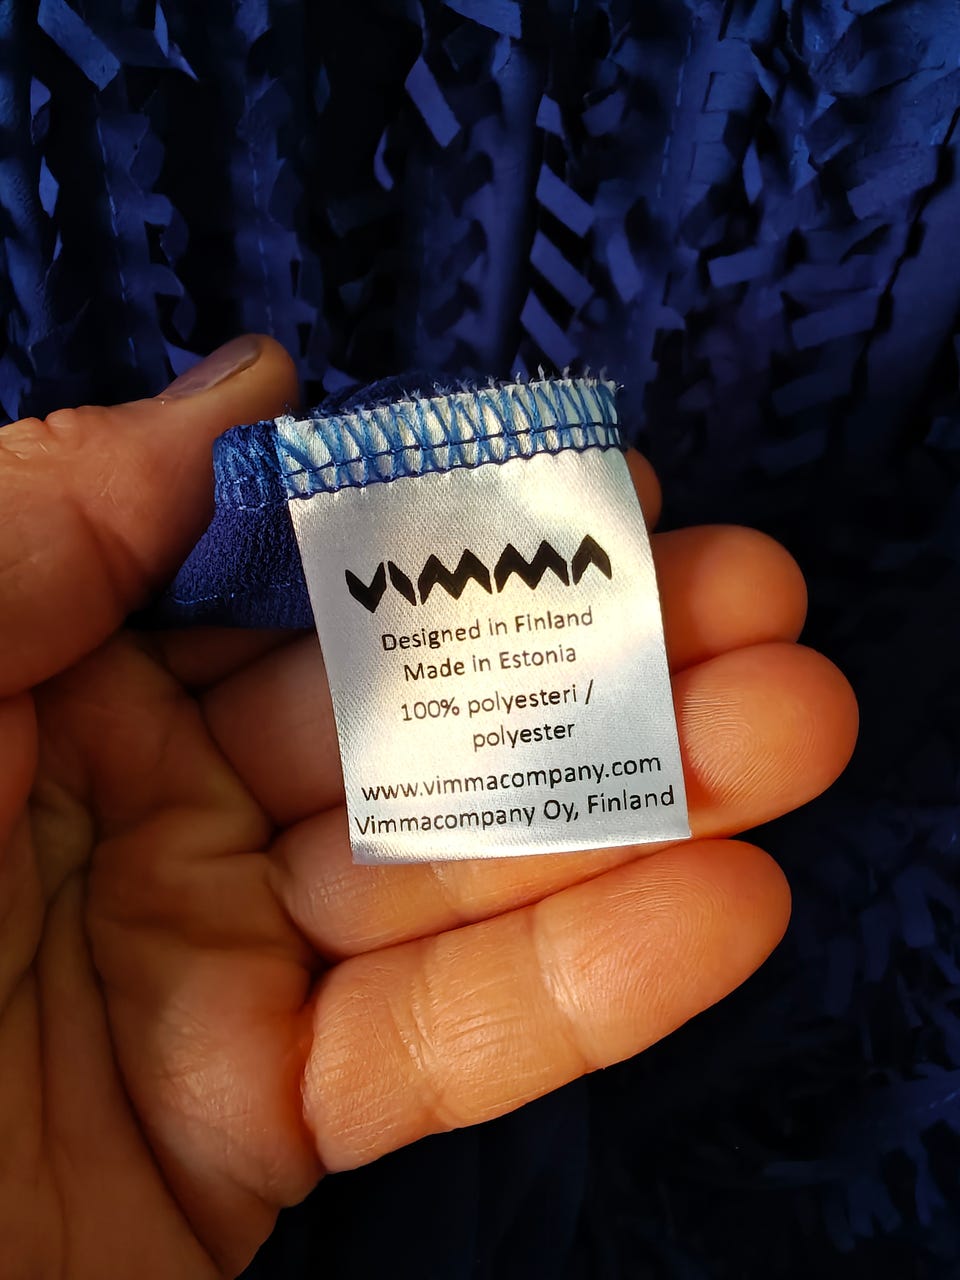 VIMMA
Designed in Finland
Made in Estonia
100% polyesteri /
polyester
www.vimmacompany.com
Vimmacompany Oy, Finland